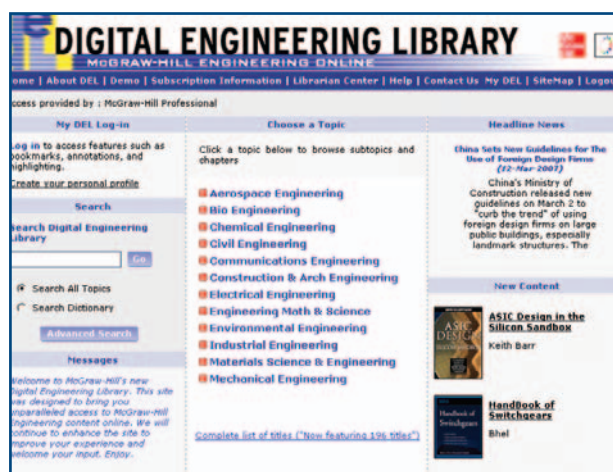 DIGITAL ENGINEERING LIBRARY
McGRAW-HILL ENGINEERING ONLINE
ome | About DEL | Demo | Subscription Information | Librarian Center | Help | Contact Us My DEL | SiteMap | Logou
ccess provided by : McGraw-Hill Professional
My DEL Log-in
Log in to access features such as
bookmarks, annotations, and
highlighting.
Create your personal profile
Search
Search Digital Engineering
Library
Go
Search All Topics
Search Dictionary
Advanced Search
Messages
Welcome to McGraw-Hill's new
Digital Engineering Library. This site
was designed to bring you
unparalleled access to McGraw-Hill
Engineering content online. We will
continue to enhance the site to
improve your experience and
welcome your input. Enjoy.
Choose a Topic
Click a topic below to browse subtopics and
chapters
Aerospace Engineering
Bio Engineering
Chemical Engineering
Civil Engineering
Communications Engineering
Construction & Arch Engineering
Electrical Engineering
Engineering Math & Science
Environmental Engineering
Industrial Engineering
Materials Science & Engineering
Mechanical Engineering
Complete list of titles ("Now featuring 196 titles")
Headline News
China Sets New Guidelines for The
Use of Foreign Design Firms
(12-Mar-2007)
China's Ministry of
Construction released new
guidelines on March 2 to
"curb the trend" of using
foreign design firms on large
public buildings, especially
landmark structures. The
New Content
ASIC
DESIGN
ASIC Design in the
Silicon Sandbox
Keith Barr
Handbook of
Switchgears
HandBook of
Switchgears
Bhel